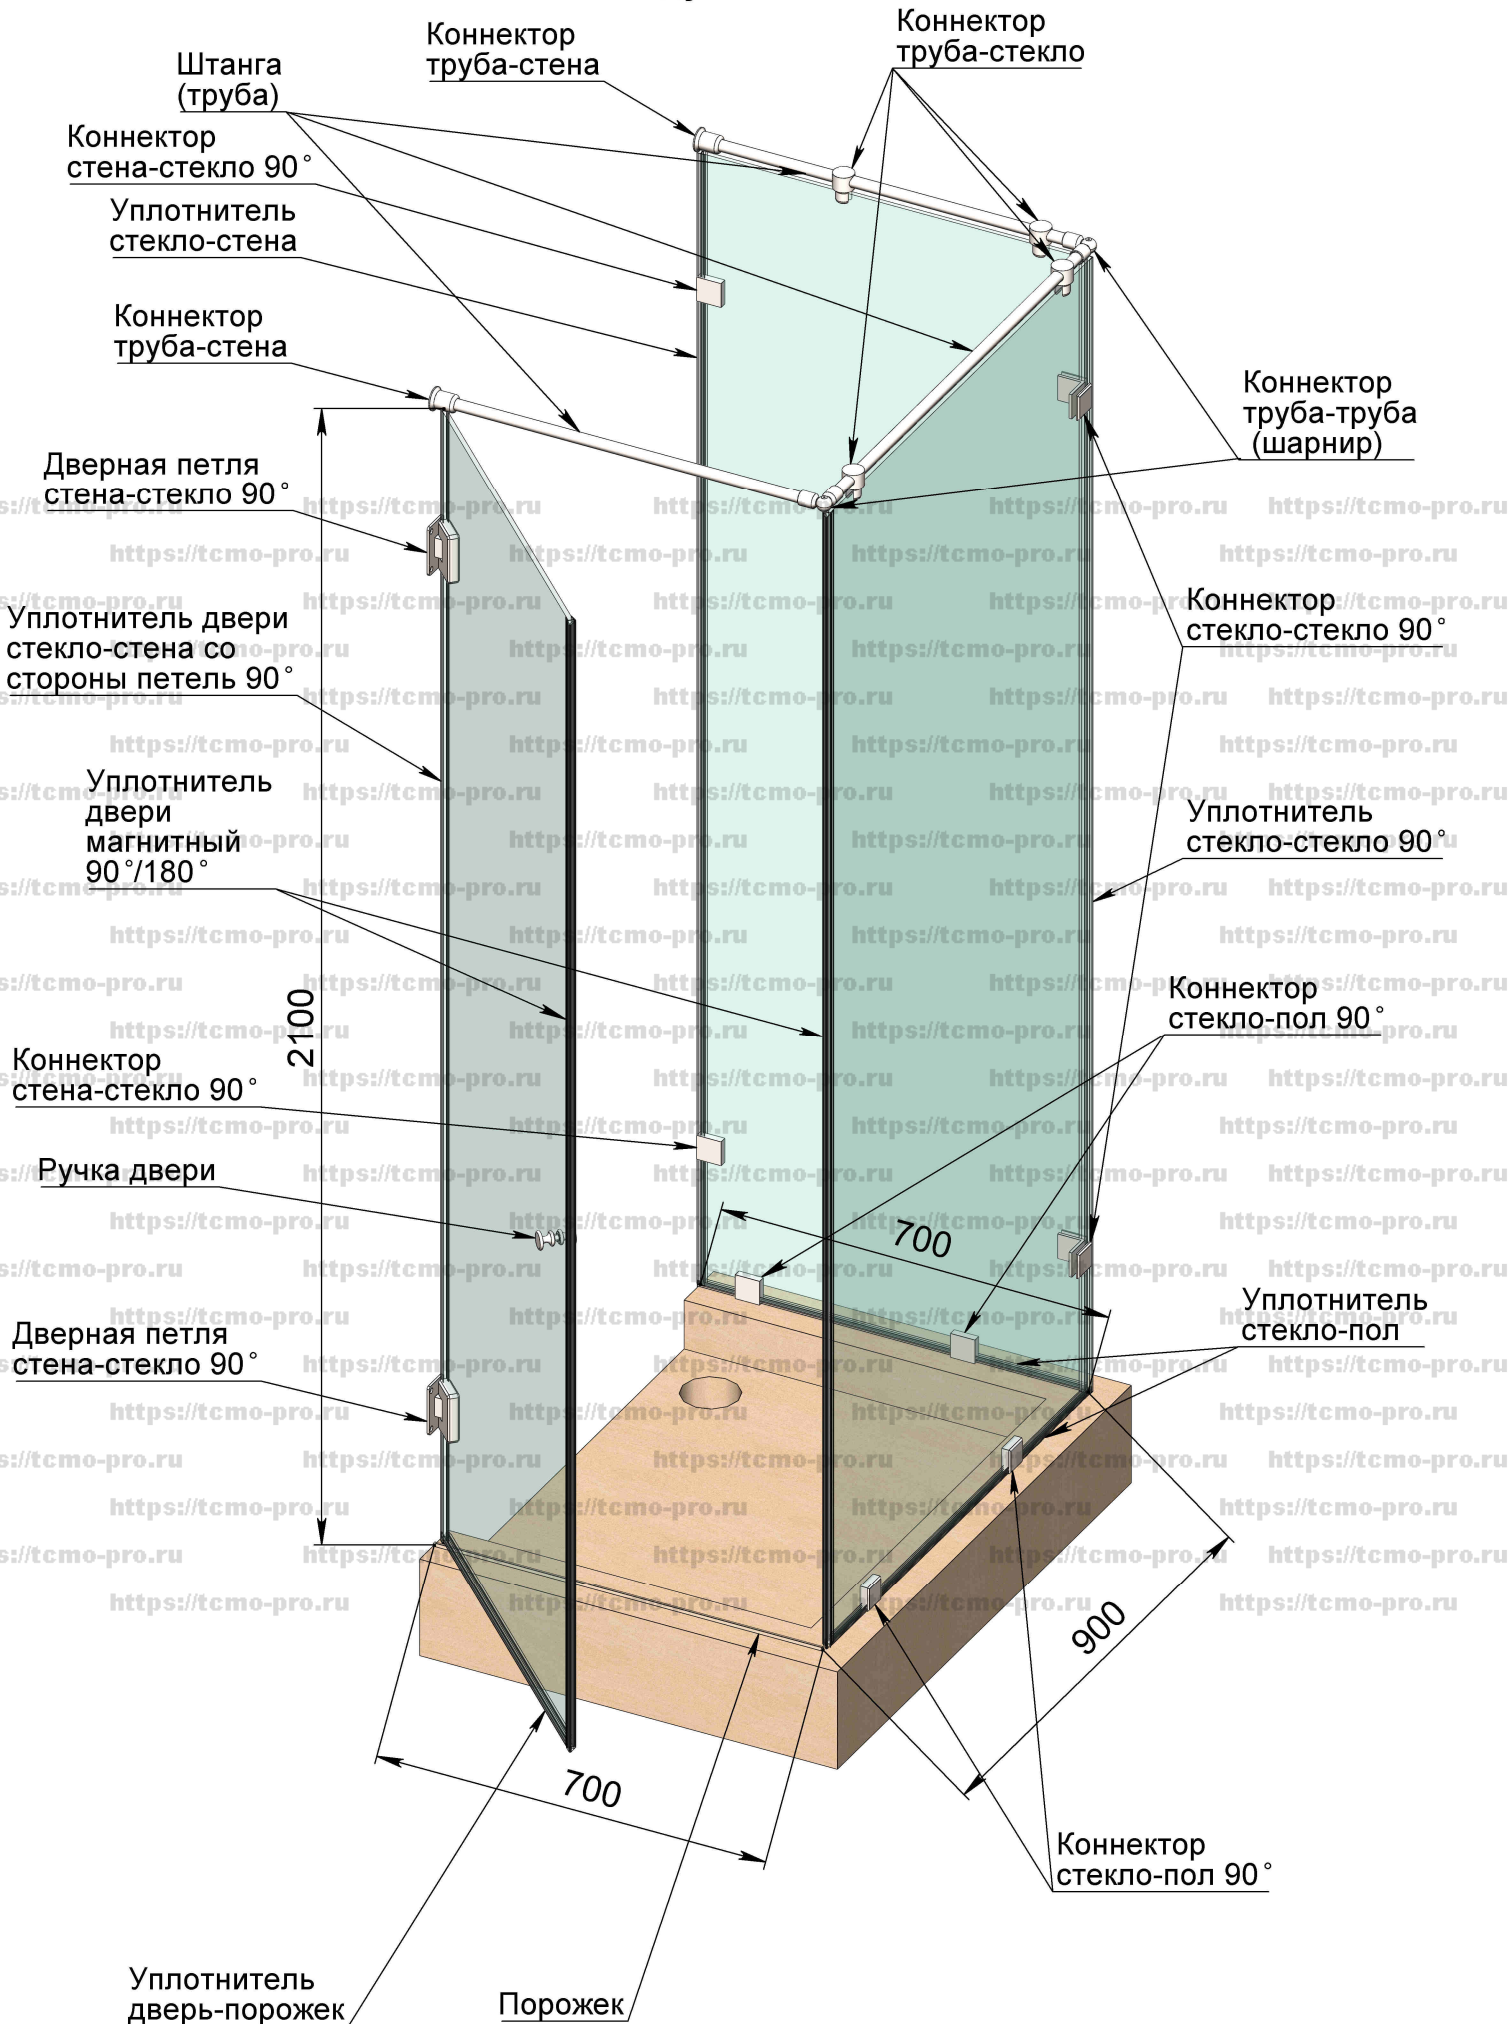 Коннектор
труба-стекло
Коннектор
труба-стена
Штанга
(труба)
Коннектор
стена-стекло 90°
Уплотнитель
стекло-стена
Коннектор
труба-стена
Коннектор
труба-труба
(шарнир)
Дверная петля
стена-стекло 90°
Коннектор
стекло-стекло 90°
Уплотнитель двери
стекло-стена со
стороны петель 90°
Уплотнитель
двери
магнитный
90°/180°
Уплотнитель
стекло-стекло 90°
2100
Коннектор
стекло-пол 90°
Коннектор
стена-стекло 90°
Ручка двери
700
Уплотнитель
стекло-пол
Дверная петля
стена-стекло 90°
900
700
Коннектор
стекло-пол 90°
Уплотнитель
дверь-порожек
Порожек
https://tcmo-pro.ru